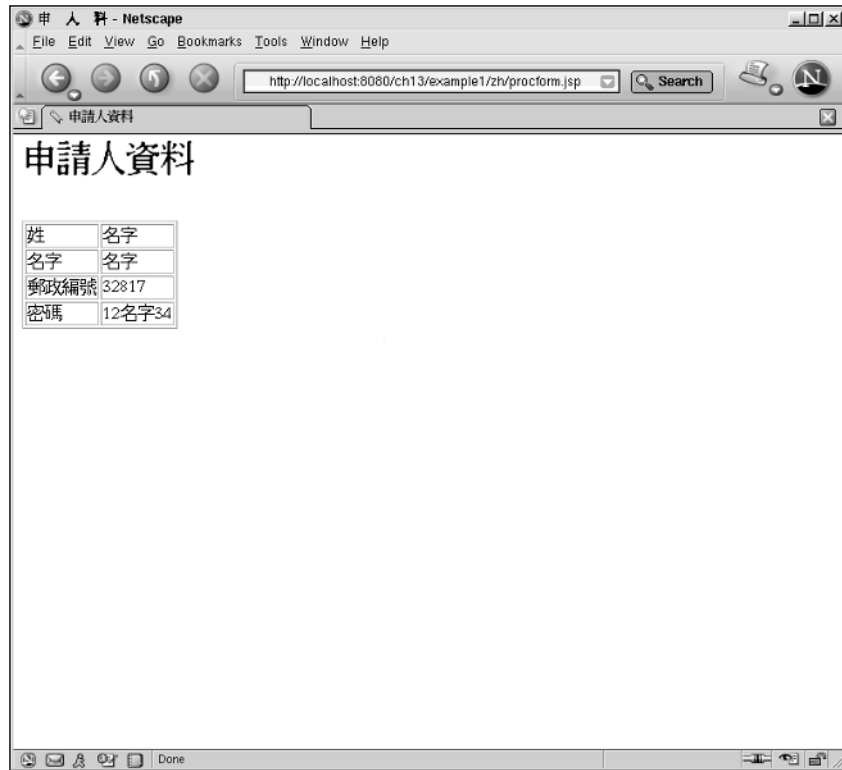 申 人 料 - Netscape
File Edit View Go Bookmarks Tools Window Help
http://localhost:8080/ch13/example1/zh/procform.jsp Search N
申請人資料
申請人資料
姓 名字
名字 名字
郵政編號 32817
密碼 12名字34
Done